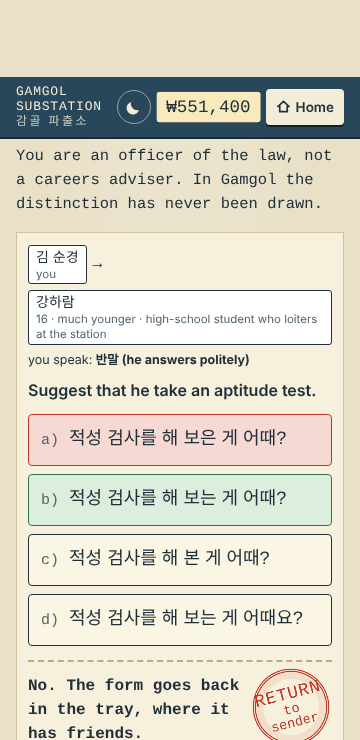 GAMGOL
SUBSTATION
감골 파출소
₩551,400
Home
You are an officer of the law, not
a careers adviser. In Gamgol the
distinction has never been drawn.
김 순경
you
→
강하람
16 · much younger · high-school student who loiters
at the station
you speak: 반말 (he answers politely)
Suggest that he take an aptitude test.
a) 적성 검사를 해 보은 게 어때?
b) 적성 검사를 해 보는 게 어때?
c) 적성 검사를 해 본 게 어때?
d) 적성 검사를 해 보는 게 어때요?
No. The form goes back
in the tray, where it
has friends.
RETURN
to
sender